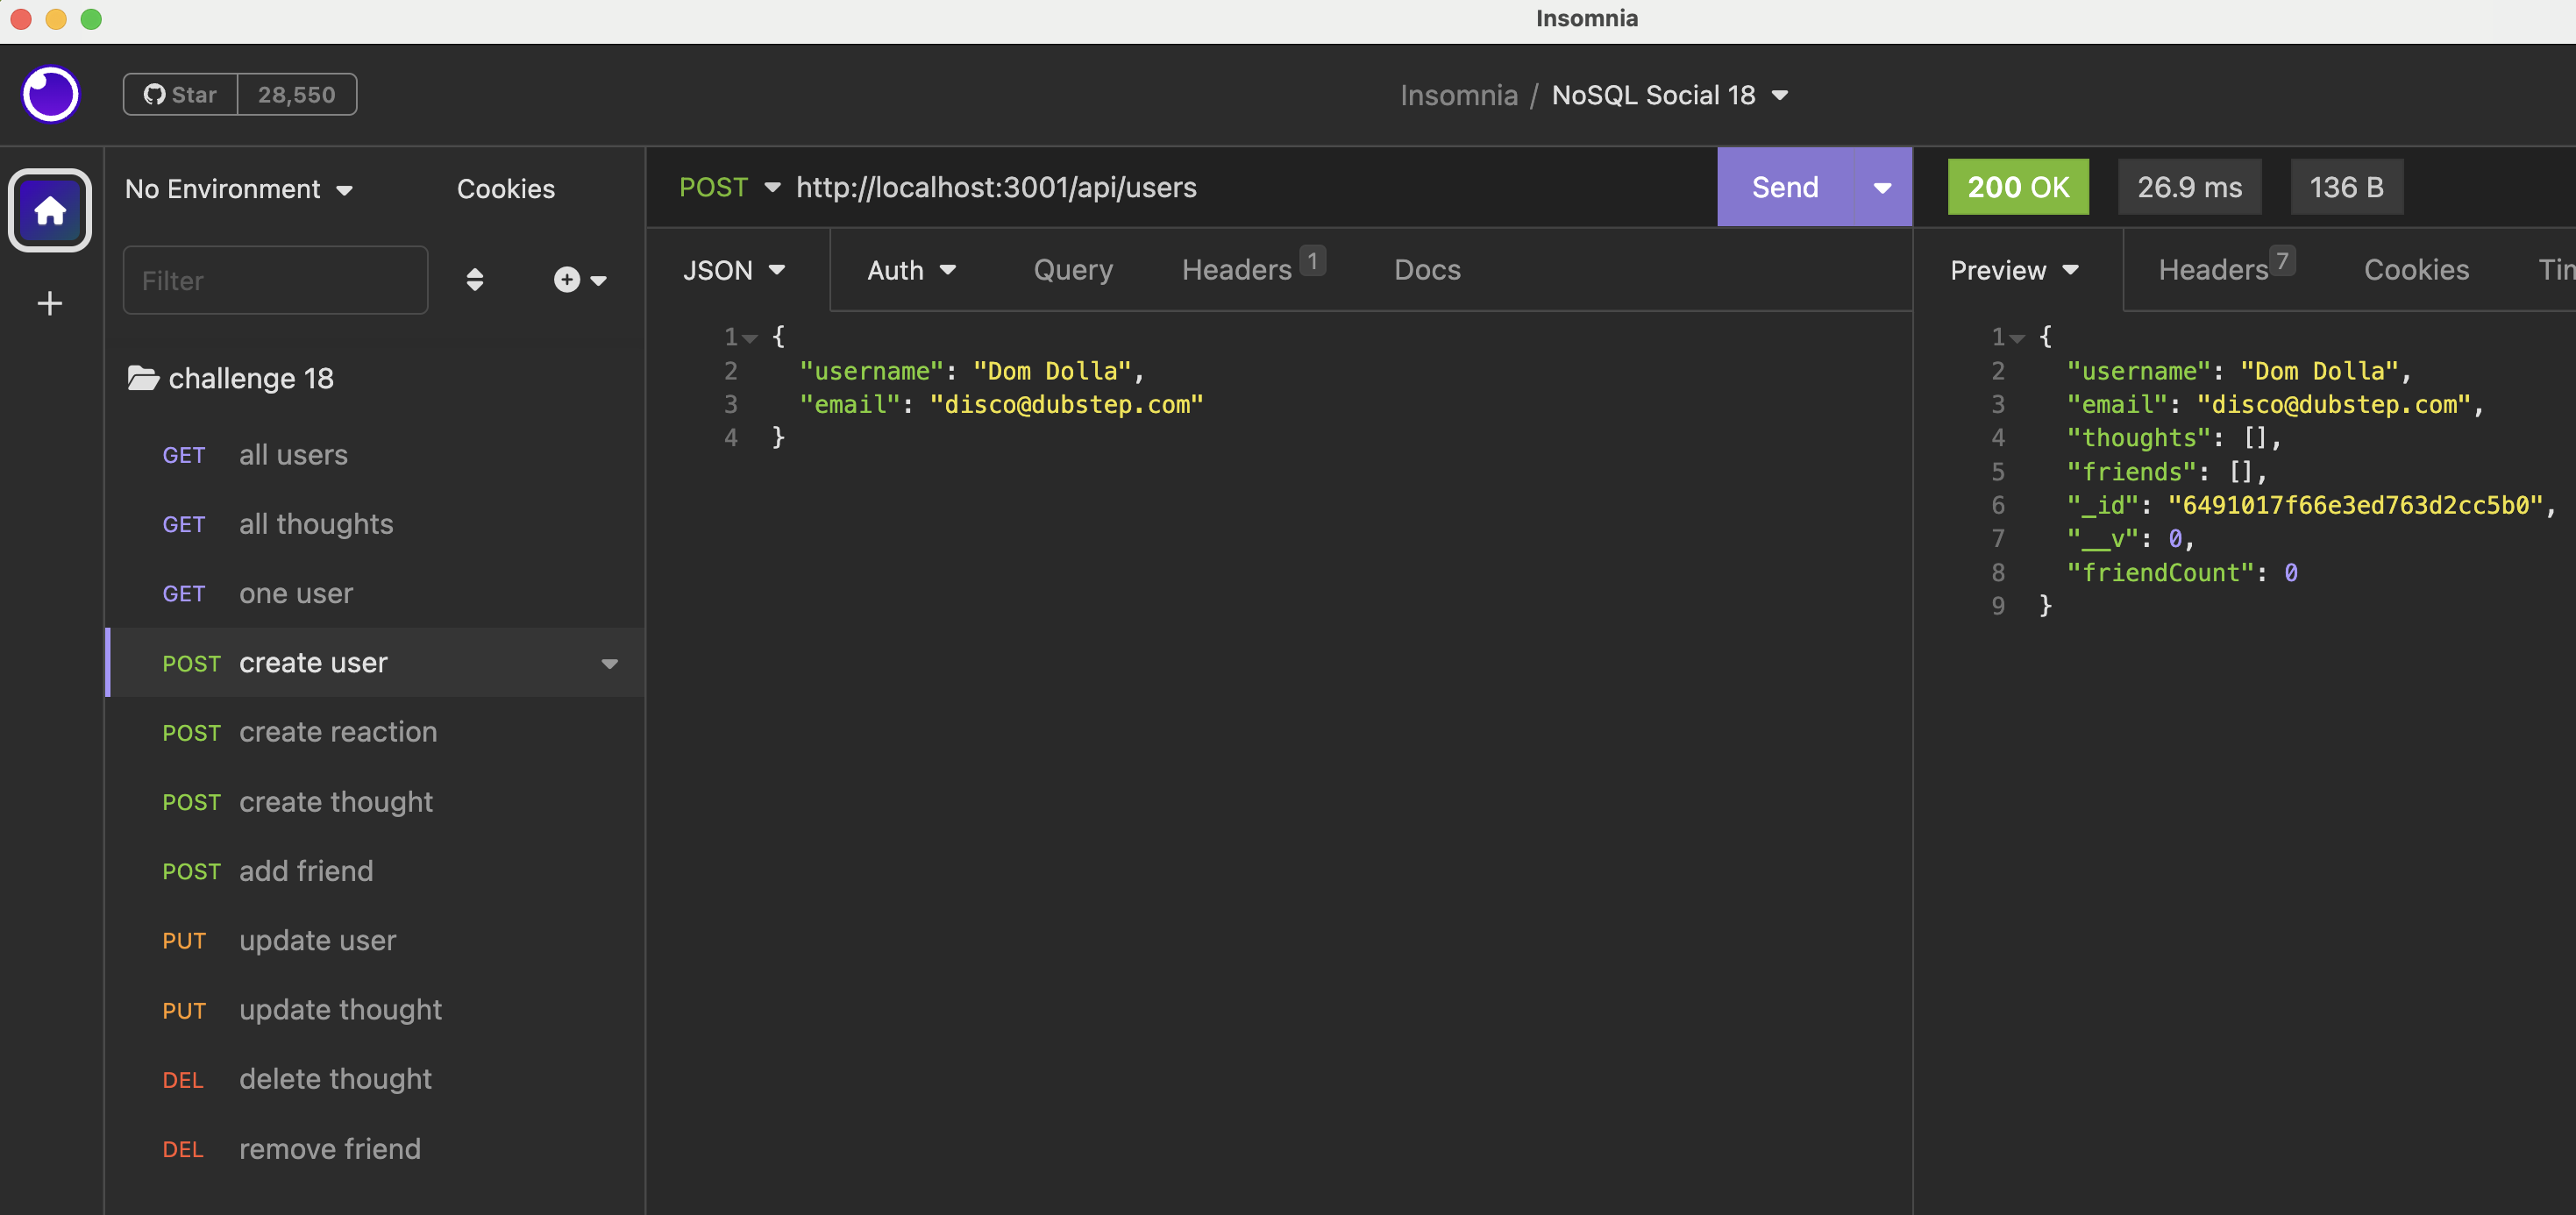 Insomnia
Star 28,550
Insomnia / NoSQL Social 18
No Environment Cookies
Filter
challenge 18
GET all users
GET all thoughts
GET one user
POST create user
POST create reaction
POST create thought
POST add friend
PUT update user
PUT update thought
DEL delete thought
DEL remove friend
POST http://localhost:3001/api/users Send
JSON Auth Query Headers 1 Docs
1 {
2 "username": "Dom Dolla",
3 "email": "disco@dubstep.com"
4 }
200 OK 26.9 ms 136 B
Preview Headers 7 Cookies Tim
1 {
2 "username": "Dom Dolla",
3 "email": "disco@dubstep.com",
4 "thoughts": [],
5 "friends": [],
6 "_id": "6491017f66e3ed763d2cc5b0",
7 "__v": 0,
8 "friendCount": 0
9 }